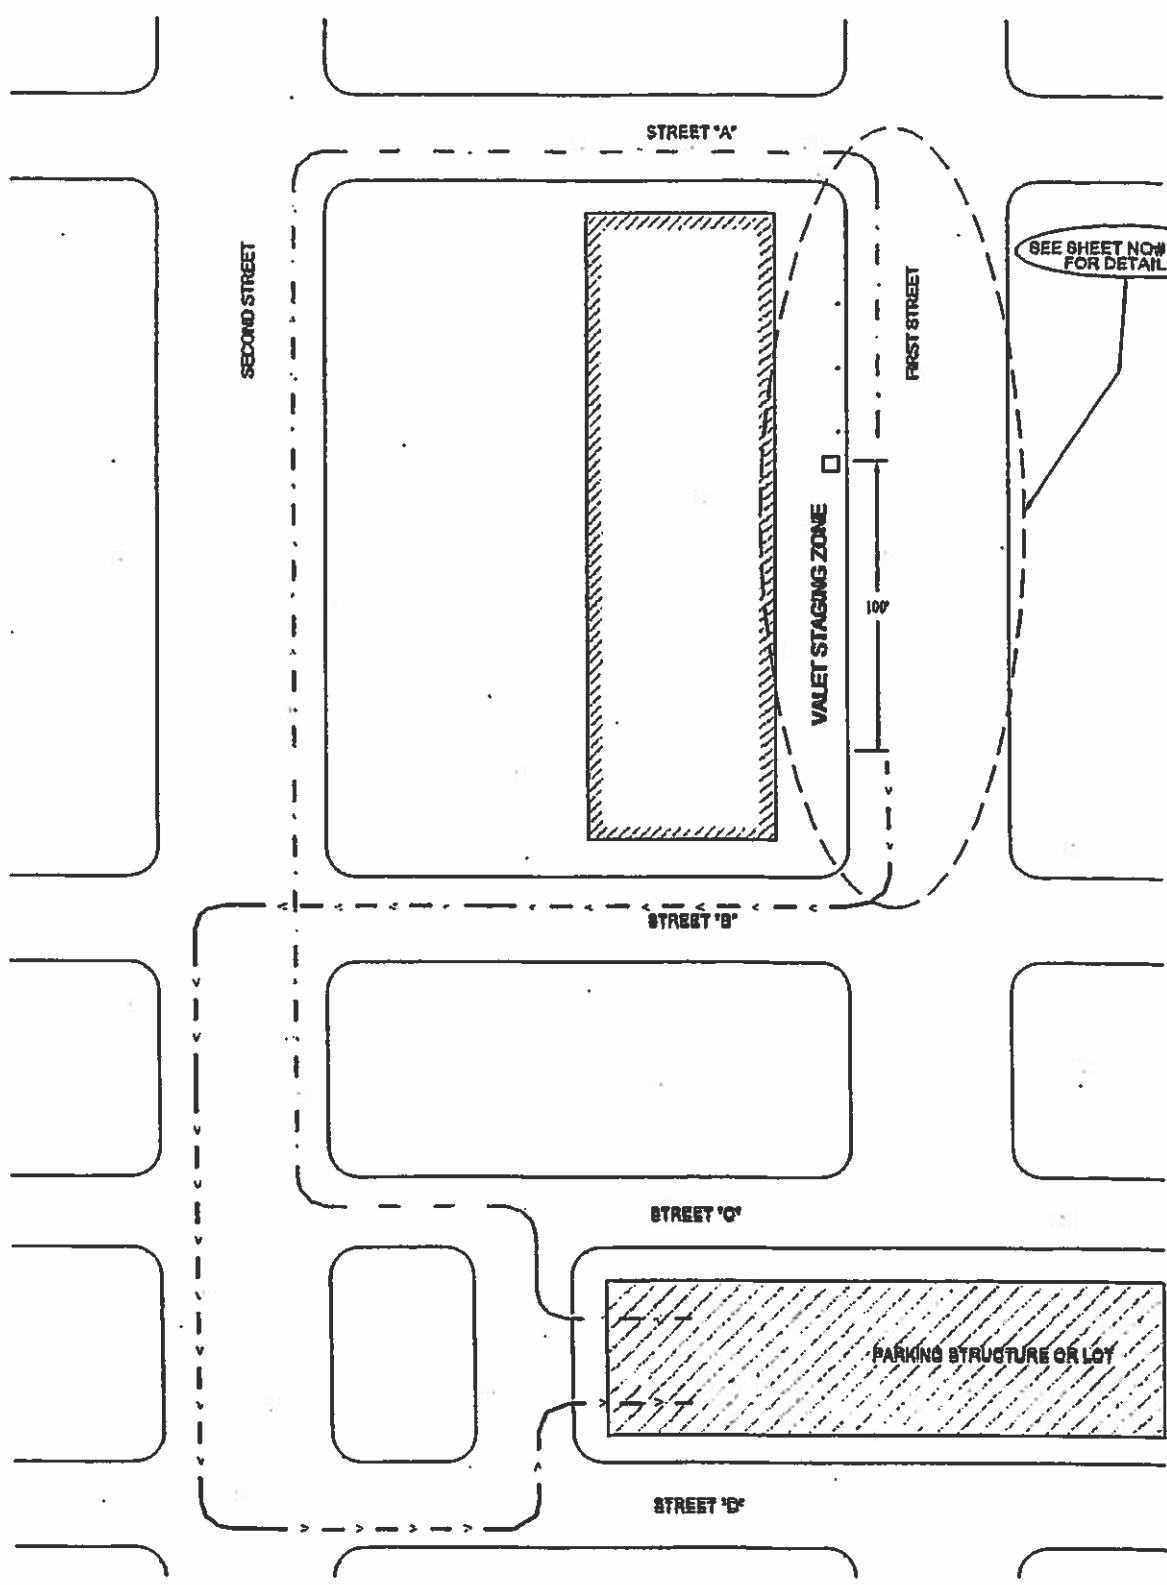 STREET "A"
SECOND STREET
FIRST STREET
SEE SHEET
FOR DETAIL
VALET STAGING ZONE
100'
STREET "B"
STREET "C"
PARKING STRUCTURE OR LOT
STREET "D"